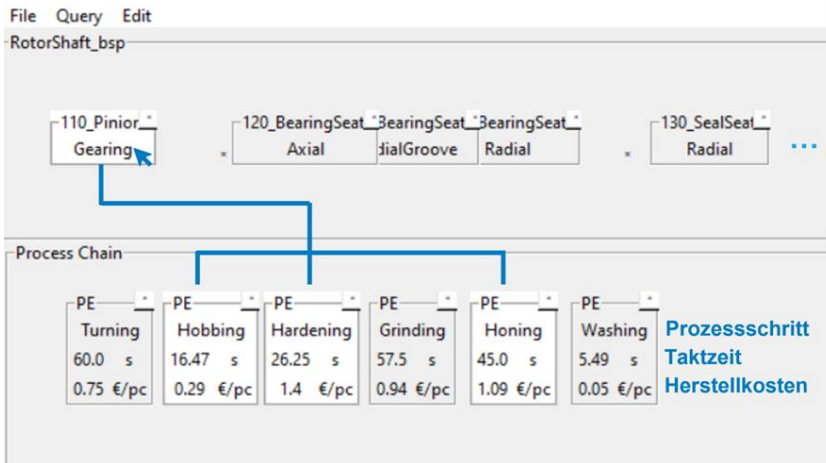 File Query Edit
RotorShaft_bsp
110_Pinior 120_BearingSeat BearingSeat BearingSeat 130_SealSeat
Gearing Axial dialGroove Radial Radial ...
Process Chain
PE PE PE PE PE PE
Turning Hobbing Hardening Grinding Honing Washing Prozessschritt
60.0 s 16.47 s 26.25 s 57.5 s 45.0 s 5.49 s Taktzeit
0.75 €/pc 0.29 €/pc 1.4 €/pc 0.94 €/pc 1.09 €/pc 0.05 €/pc Herstellkosten